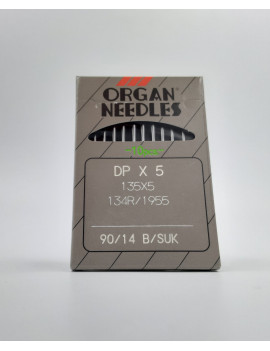 ORGAN®
NEEDLES
DP X 5
135X5
134R/1955
90/14 B/SUK